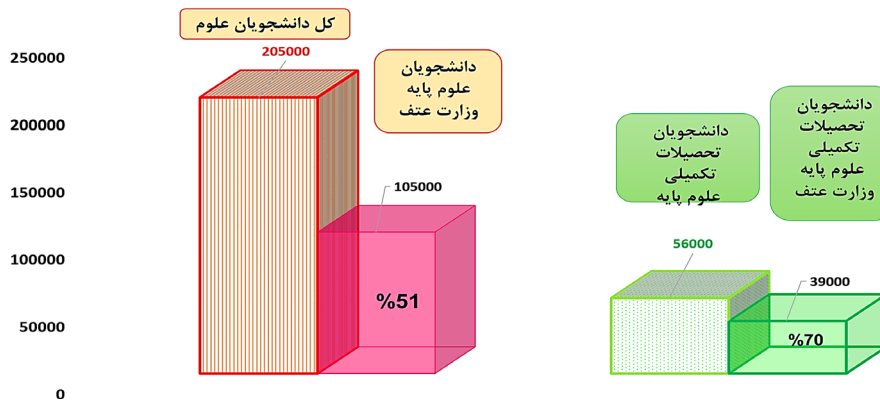 کل دانشجویان علوم
205000
دانشجویان
علوم پایه
وزارت عتف
105000
%51
دانشجویان
تحصیلات
تکمیلی
علوم پایه
56000
دانشجویان
تحصیلات
تکمیلی
علوم پایه
وزارت عتف
39000
%70
250000
200000
150000
100000
50000
0